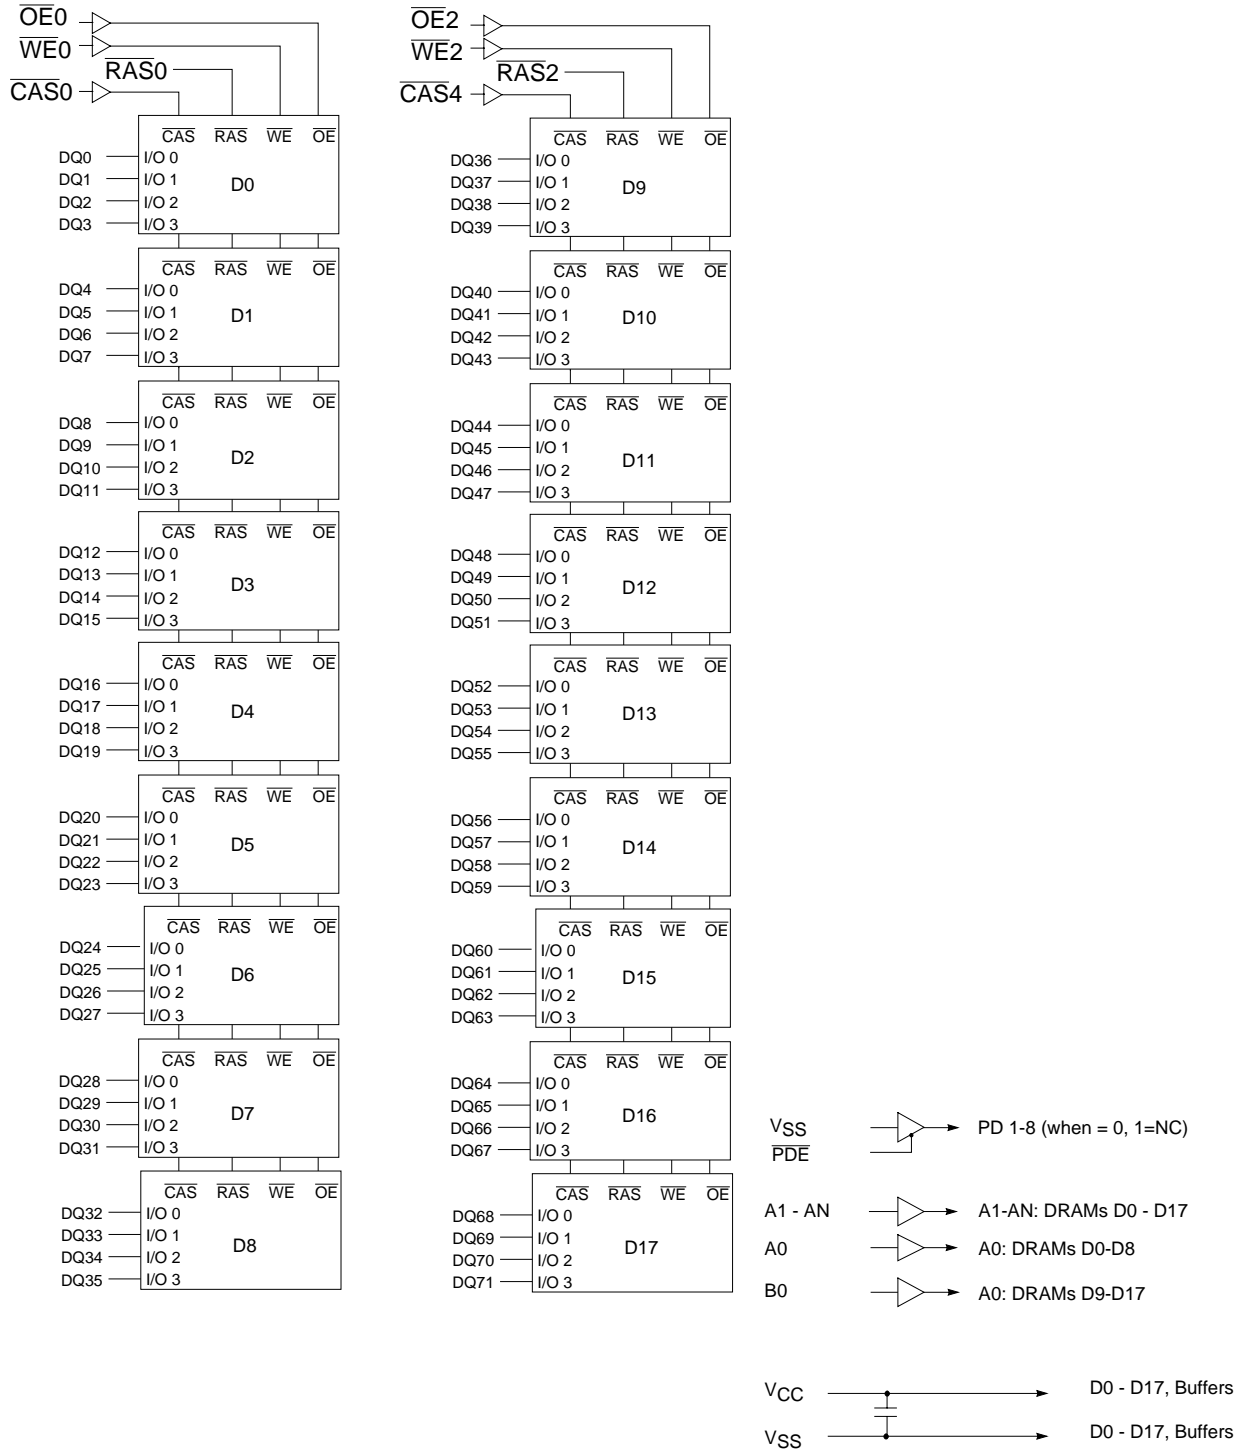 OE0
WE0
RAS0
CAS0
CAS RAS WE OE
DQ0 I/O 0
DQ1 I/O 1
DQ2 I/O 2
DQ3 I/O 3
D0
CAS RAS WE OE
DQ4 I/O 0
DQ5 I/O 1
DQ6 I/O 2
DQ7 I/O 3
D1
CAS RAS WE OE
DQ8 I/O 0
DQ9 I/O 1
DQ10 I/O 2
DQ11 I/O 3
D2
CAS RAS WE OE
DQ12 I/O 0
DQ13 I/O 1
DQ14 I/O 2
DQ15 I/O 3
D3
CAS RAS WE OE
DQ16 I/O 0
DQ17 I/O 1
DQ18 I/O 2
DQ19 I/O 3
D4
CAS RAS WE OE
DQ20 I/O 0
DQ21 I/O 1
DQ22 I/O 2
DQ23 I/O 3
D5
CAS RAS WE OE
DQ24 I/O 0
DQ25 I/O 1
DQ26 I/O 2
DQ27 I/O 3
D6
CAS RAS WE OE
DQ28 I/O 0
DQ29 I/O 1
DQ30 I/O 2
DQ31 I/O 3
D7
CAS RAS WE OE
DQ32 I/O 0
DQ33 I/O 1
DQ34 I/O 2
DQ35 I/O 3
D8
OE2
WE2
RAS2
CAS4
CAS RAS WE OE
DQ36 I/O 0
DQ37 I/O 1
DQ38 I/O 2
DQ39 I/O 3
D9
CAS RAS WE OE
DQ40 I/O 0
DQ41 I/O 1
DQ42 I/O 2
DQ43 I/O 3
D10
CAS RAS WE OE
DQ44 I/O 0
DQ45 I/O 1
DQ46 I/O 2
DQ47 I/O 3
D11
CAS RAS WE OE
DQ48 I/O 0
DQ49 I/O 1
DQ50 I/O 2
DQ51 I/O 3
D12
CAS RAS WE OE
DQ52 I/O 0
DQ53 I/O 1
DQ54 I/O 2
DQ55 I/O 3
D13
CAS RAS WE OE
DQ56 I/O 0
DQ57 I/O 1
DQ58 I/O 2
DQ59 I/O 3
D14
CAS RAS WE OE
DQ60 I/O 0
DQ61 I/O 1
DQ62 I/O 2
DQ63 I/O 3
D15
CAS RAS WE OE
DQ64 I/O 0
DQ65 I/O 1
DQ66 I/O 2
DQ67 I/O 3
D16
CAS RAS WE OE
DQ68 I/O 0
DQ69 I/O 1
DQ70 I/O 2
DQ71 I/O 3
D17
VSS PD 1-8 (when = 0, 1=NC)
PDE
A1 - AN A1-AN: DRAMs D0 - D17
A0 A0: DRAMs D0-D8
B0 A0: DRAMs D9-D17
VCC D0 - D17, Buffers
VSS D0 - D17, Buffers